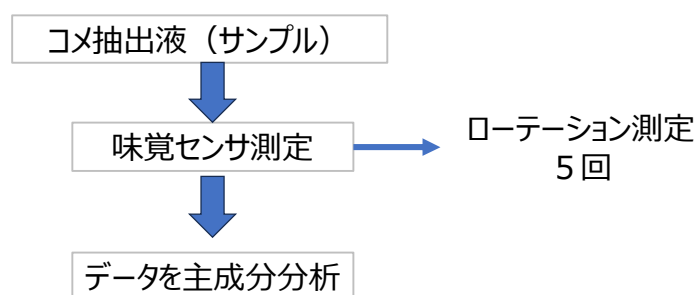 コメ抽出液（サンプル）
味覚センサ測定
ローテーション測定
５回
データを主成分分析